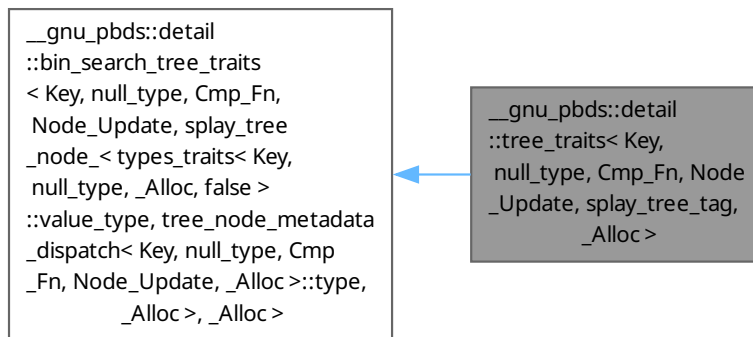 __gnu_pbds::detail
::bin_search_tree_traits
< Key, null_type, Cmp_Fn,
Node_Update, splay_tree
_node_< types_traits< Key,
null_type, _Alloc, false >
::value_type, tree_node_metadata
_dispatch< Key, null_type, Cmp
_Fn, Node_Update, _Alloc >::type,
_Alloc >, _Alloc >
__gnu_pbds::detail
::tree_traits< Key,
null_type, Cmp_Fn, Node
_Update, splay_tree_tag,
_Alloc >